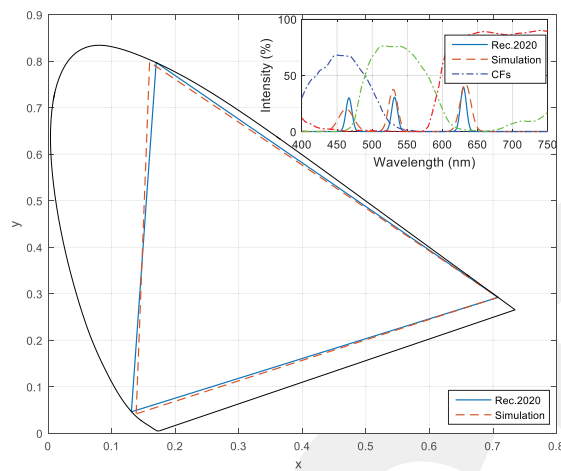 0.9
0.8
0.7
0.6
0.5
0.4
0.3
0.2
0.1
0
y
0 0.1 0.2 0.3 0.4 0.5 0.6 0.7 0.8
x
Rec.2020
Simulation
100
50
0
Intensity (%)
400 450 500 550 600 650 700 750
Wavelength (nm)
Rec.2020
Simulation
CFs